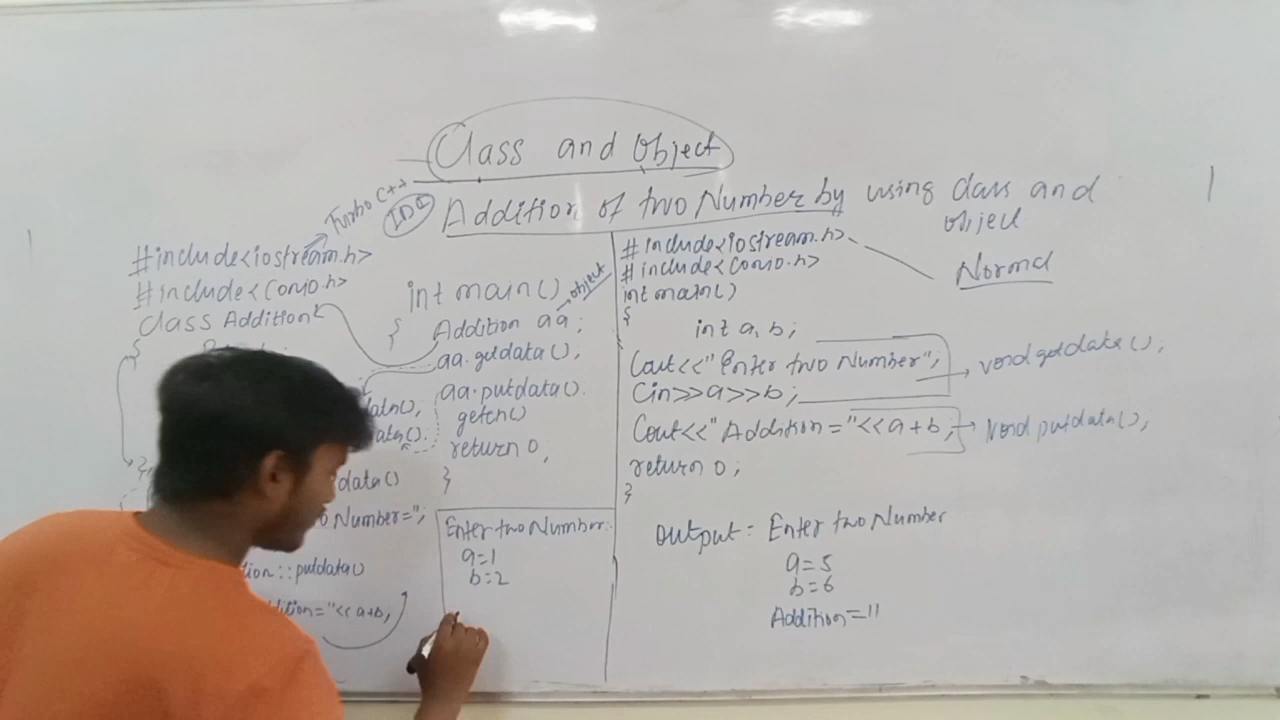 Class and Object
Addition of two Number by using class and
object
Turbo C++
IDE
#include<iostream.h>
#include<conio.h>
Class Addition
{
};
data()
Number=";
::putdata()
="<<a+b,
int main()
{
Addition aa;
object
aa.getdata(),
aa.putdata().
getch()
return 0,
}
Enter two Number:
a=1
b=2
#include<iostream.h>
#include<conio.h>
Normal
int main()
{
int a, b;
Cout<<"Enter two Number";
Cin>>a>>b;
void getdata();
Cout<<"Addition="<<a+b;
void putdata();
return 0;
}
Output: Enter two Number
a=5
b=6
Addition=11